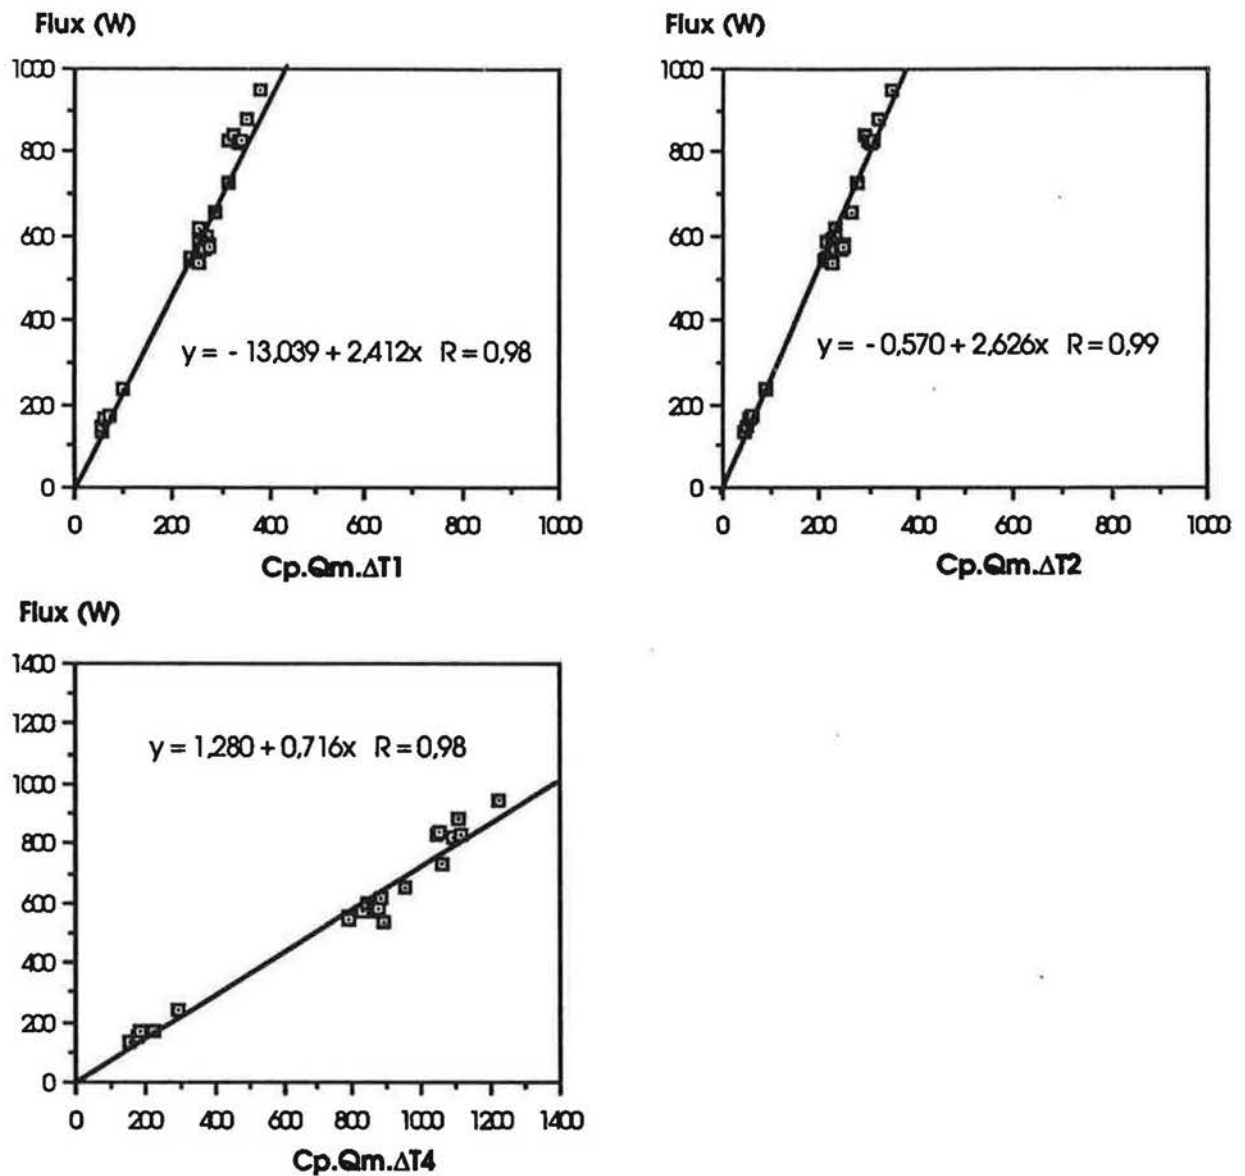 Flux (W)
1000
800
600
400
200
0
y = - 13,039 + 2,412x R = 0,98
0 200 400 600 800 1000
Cp.Qm.ΔT1
Flux (W)
1000
800
600
400
200
0
y = - 0,570 + 2,626x R = 0,99
0 200 400 600 800 1000
Cp.Qm.ΔT2
Flux (W)
1400
1200
1000
800
600
400
200
0
y = 1,280 + 0,716x R = 0,98
0 200 400 600 800 1000 1200 1400
Cp.Qm.ΔT4